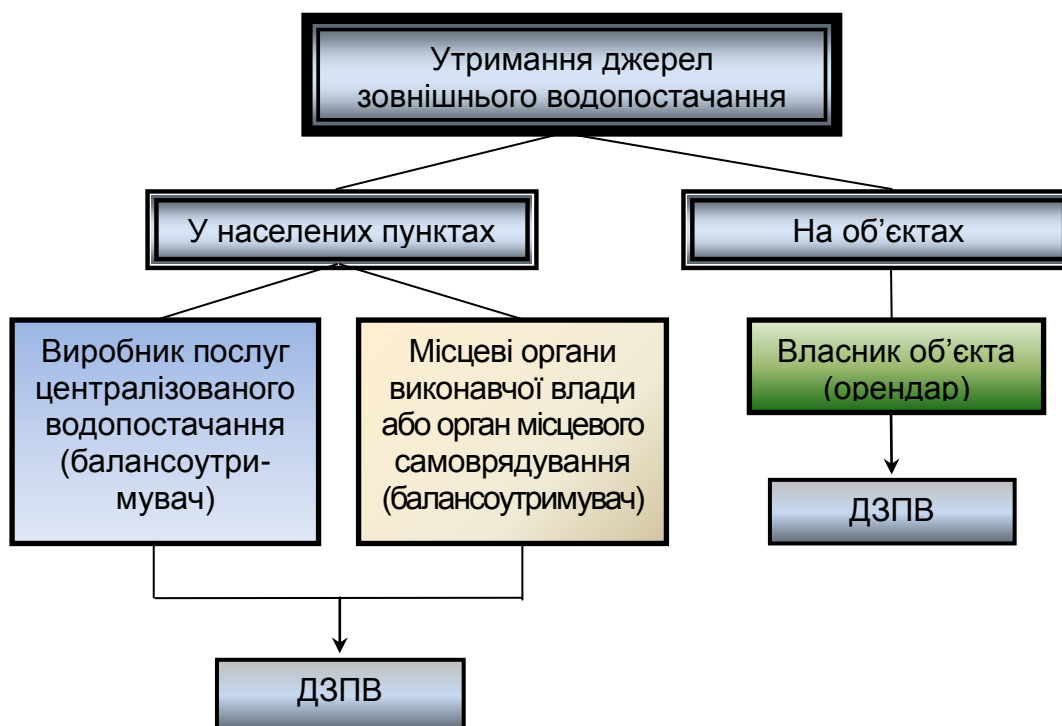 Утримання джерел
зовнішнього водопостачання
У населених пунктах
На об’єктах
Виробник послуг
централізованого
водопостачання
(балансоутри-
мувач)
Місцеві органи
виконавчої влади
або орган місцевого
самоврядування
(балансоутримувач)
Власник об’єкта
(орендар)
ДЗПВ
ДЗПВ